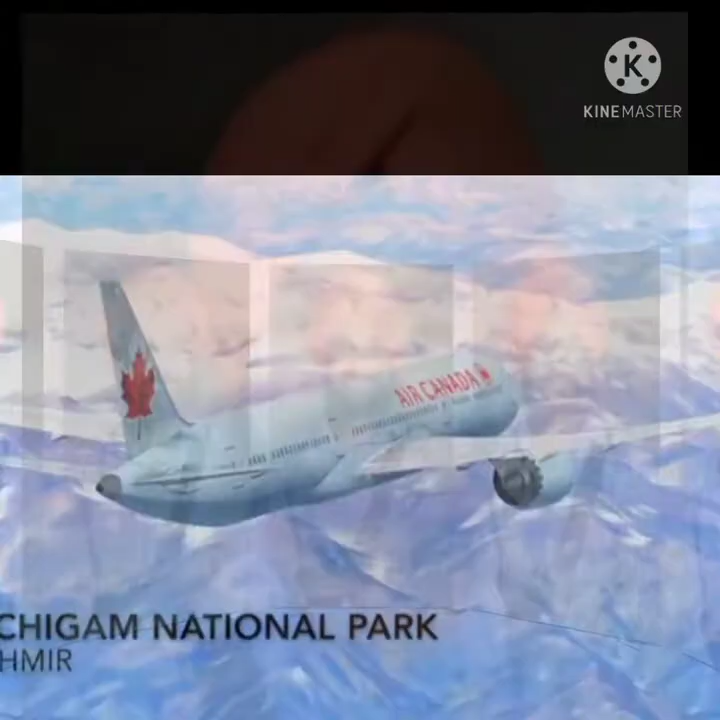 K
KINEMASTER
AIR CANADA
CHIGAM NATIONAL PARK
HMIR